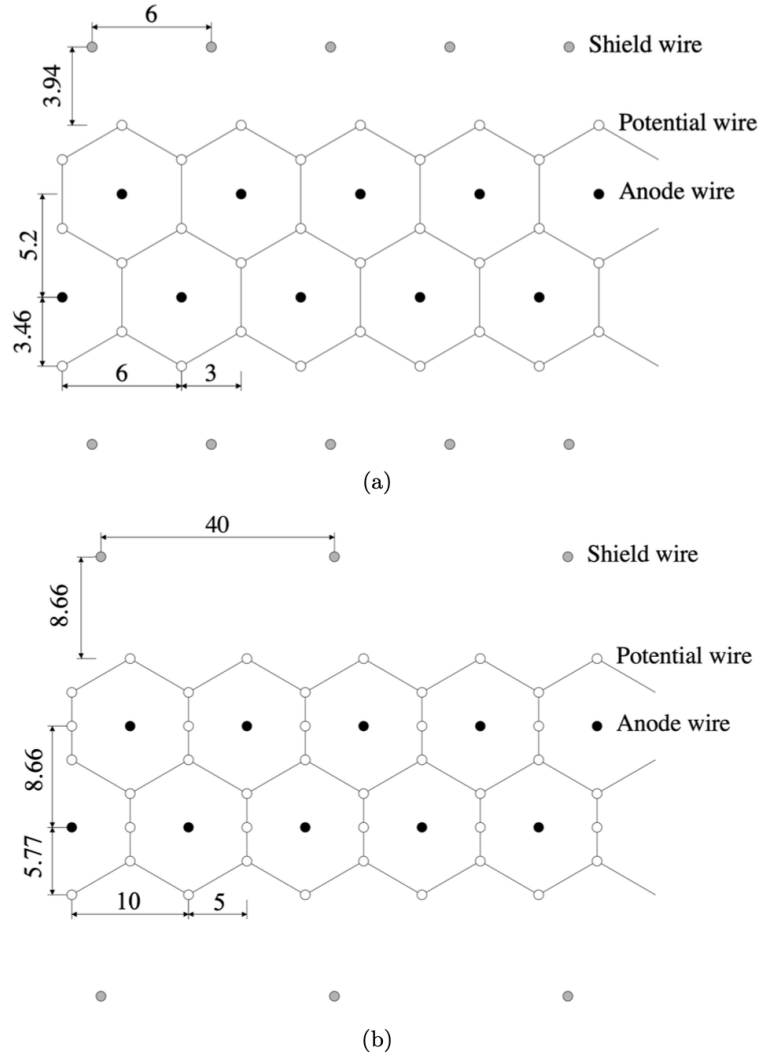 6
Shield wire
3.94
Potential wire
Anode wire
5.2
3.46
6
3
(a)
40
Shield wire
8.66
Potential wire
Anode wire
8.66
5.77
10
5
(b)